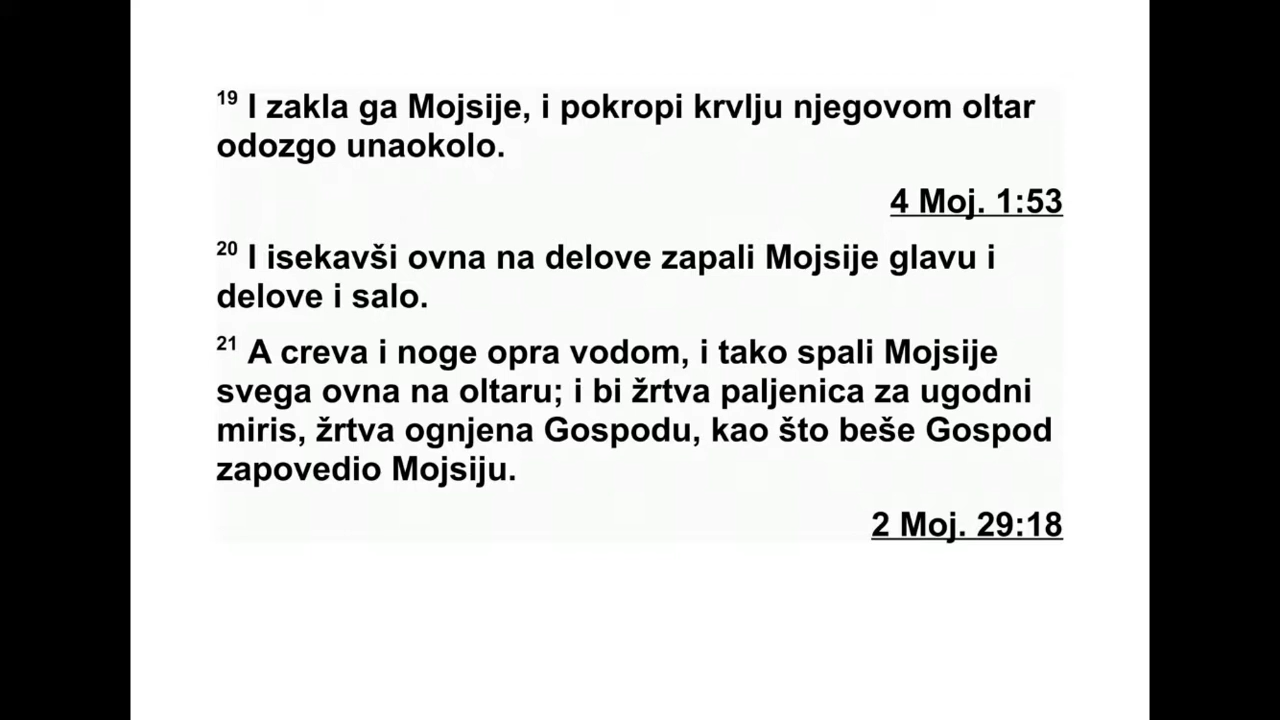 19 I zakla ga Mojsije, i pokropi krvlju njegovom oltar
odozgo unaokolo.
4 Moj. 1:53
20 I isekavši ovna na delove zapali Mojsije glavu i
delove i salo.
21 A creva i noge opra vodom, i tako spali Mojsije
svega ovna na oltaru; i bi žrtva paljenica za ugodni
miris, žrtva ognjena Gospodu, kao što beše Gospod
zapovedio Mojsiju.
2 Moj. 29:18